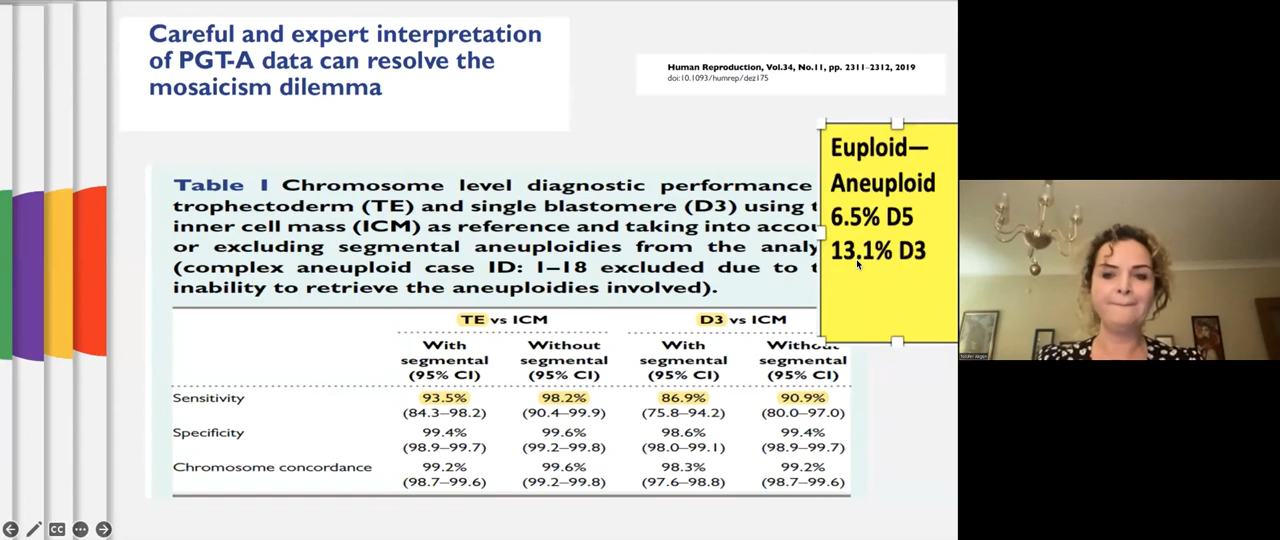 Careful and expert interpretation
of PGT-A data can resolve the
mosaicism dilemma
Human Reproduction, Vol.34, No.11, pp. 2311–2312, 2019
doi:10.1093/humrep/dez175
Euploid—
Aneuploid
6.5% D5
13.1% D3
Table I Chromosome level diagnostic performance
trophectoderm (TE) and single blastomere (D3) using
inner cell mass (ICM) as reference and taking into
or excluding segmental aneuploidies from the
(complex aneuploid case ID: 1–18 excluded due to
inability to retrieve the aneuploidies involved).
TE vs ICM D3 vs ICM
With Without With Without
segmental segmental segmental segmental
(95% CI) (95% CI) (95% CI) (95% CI)
Sensitivity 93.5% 98.2% 86.9% 90.9%
(84.3–98.2) (90.4–99.9) (75.8–94.2) (80.0–97.0)
Specificity 99.4% 99.6% 98.6% 99.4%
(98.9–99.7) (99.2–99.8) (98.0–99.1) (98.9–99.7)
Chromosome concordance 99.2% 99.6% 98.3% 99.2%
(98.7–99.6) (99.2–99.8) (97.6–98.8) (98.7–99.6)
CC